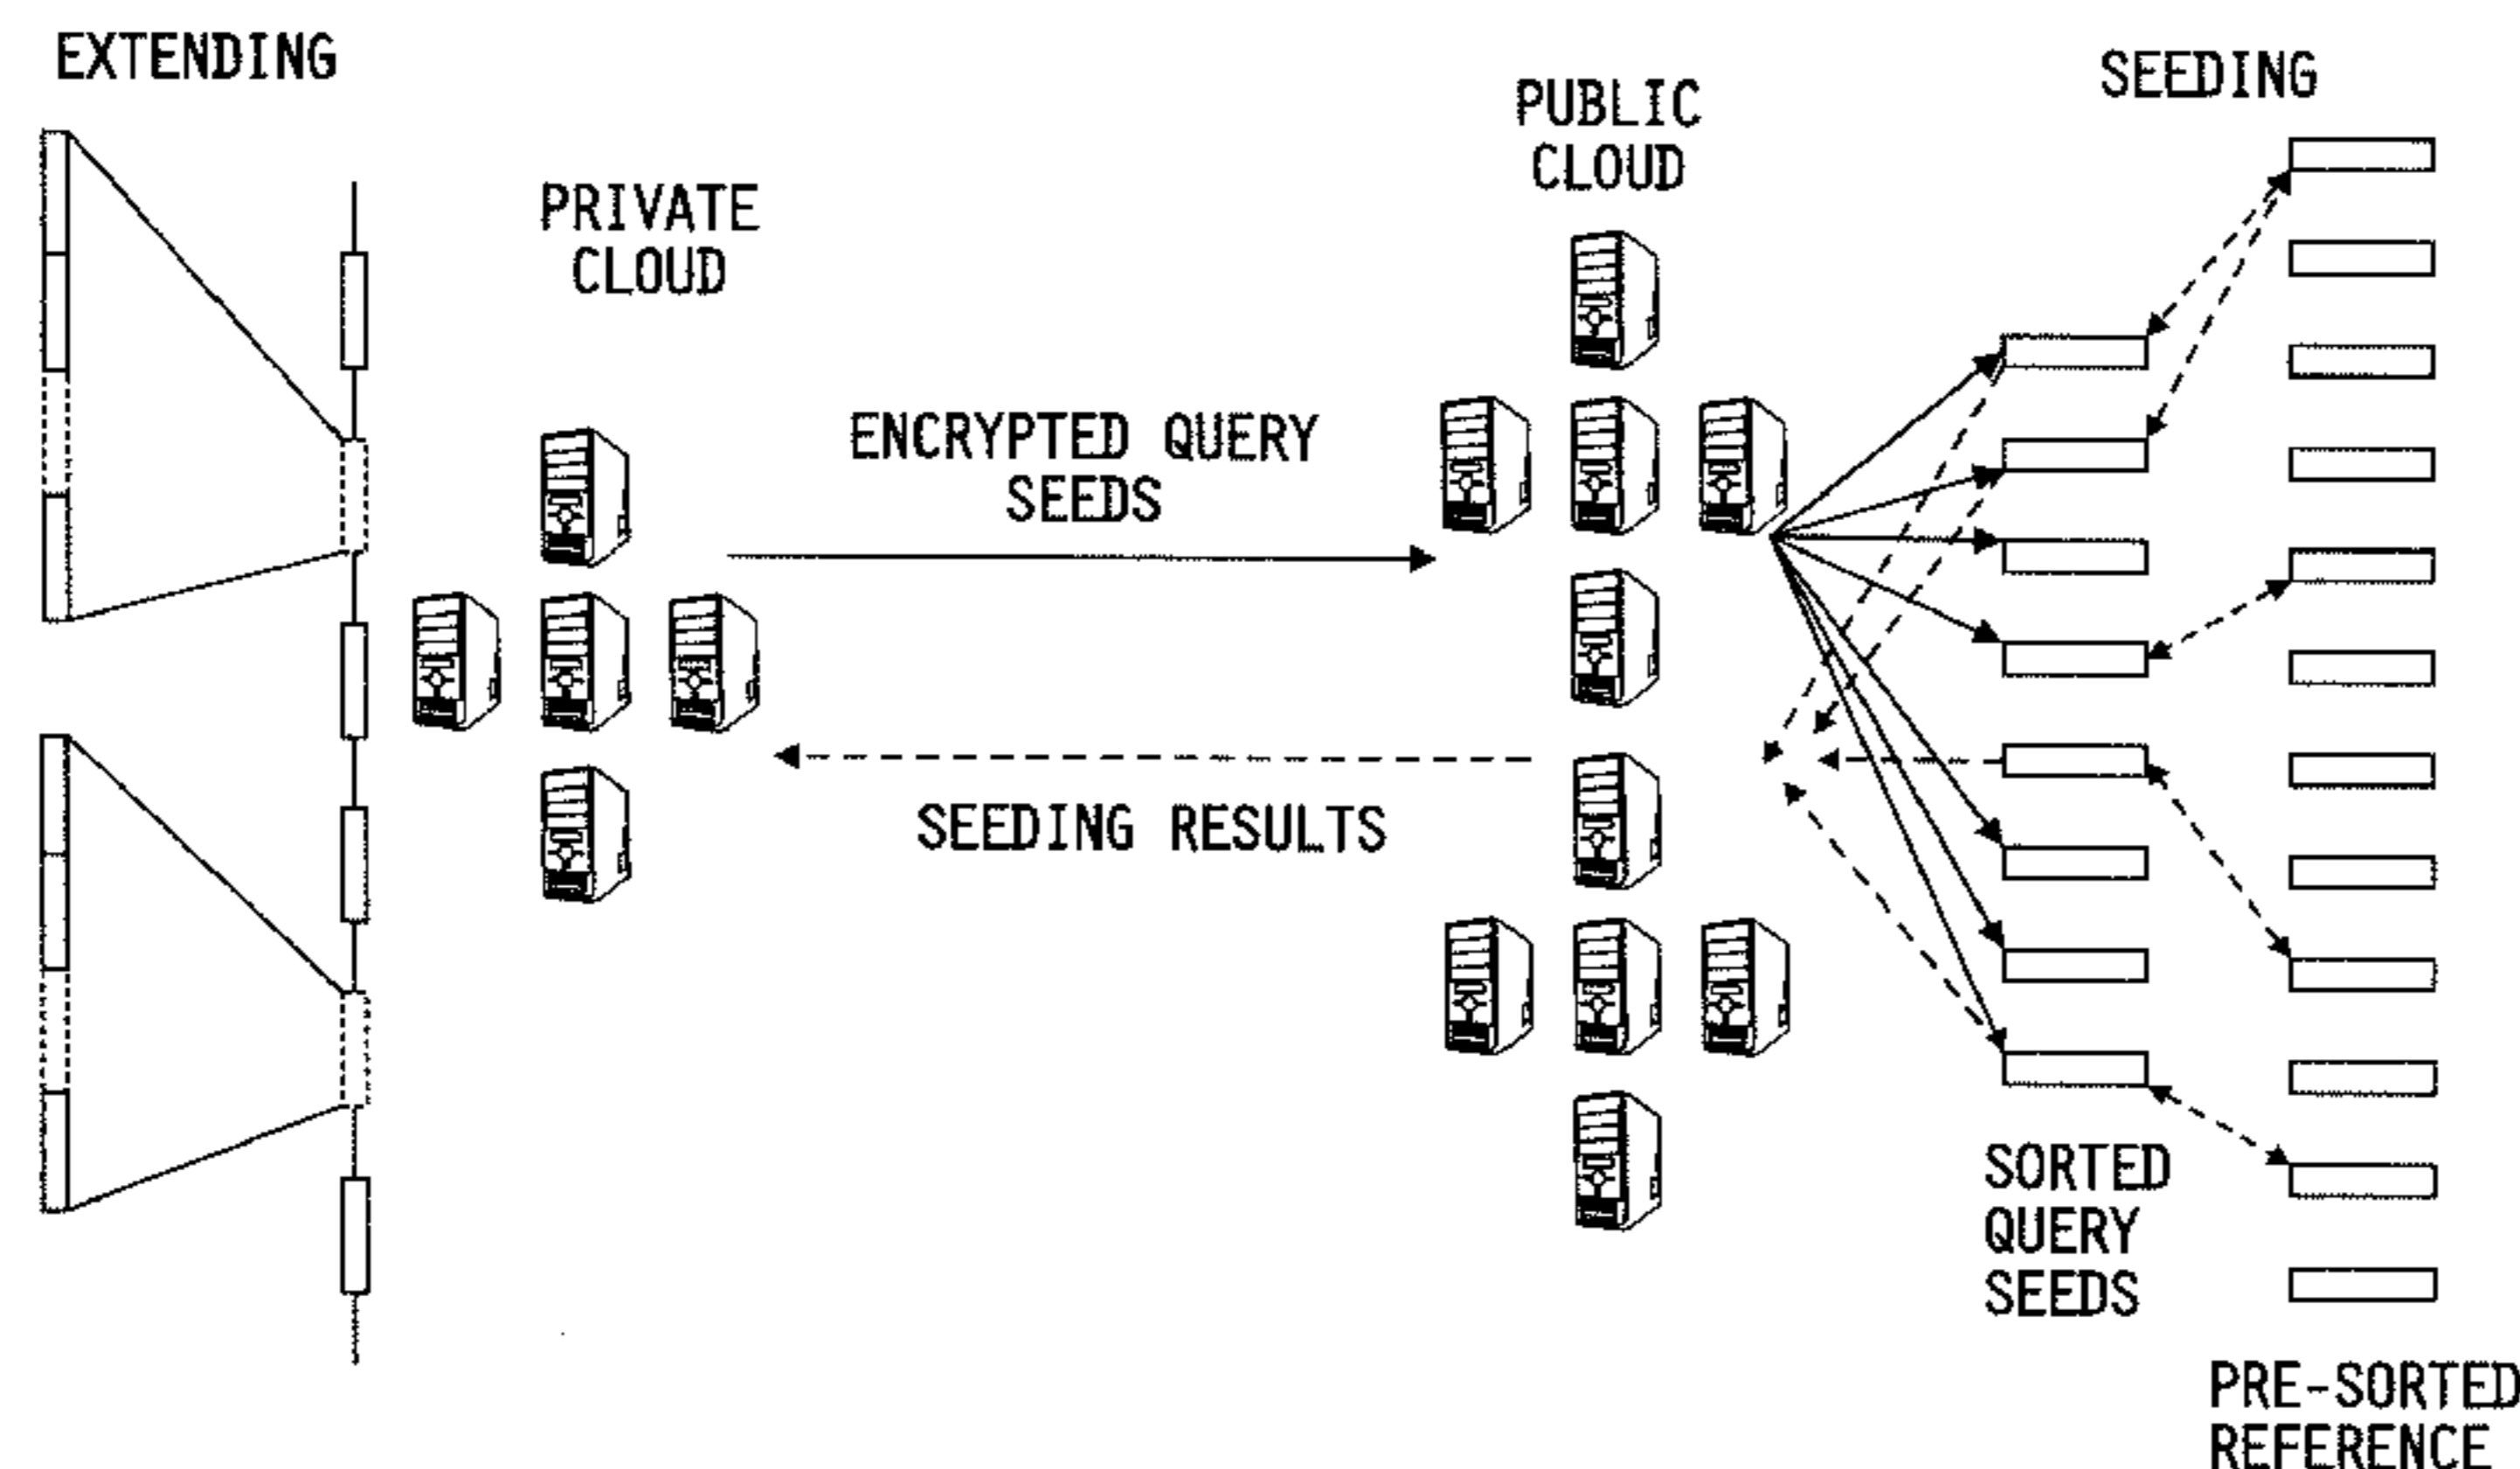 EXTENDING
PRIVATE
CLOUD
ENCRYPTED QUERY
SEEDS
SEEDING RESULTS
PUBLIC
CLOUD
SEEDING
SORTED
QUERY
SEEDS
PRE-SORTED
REFERENCE